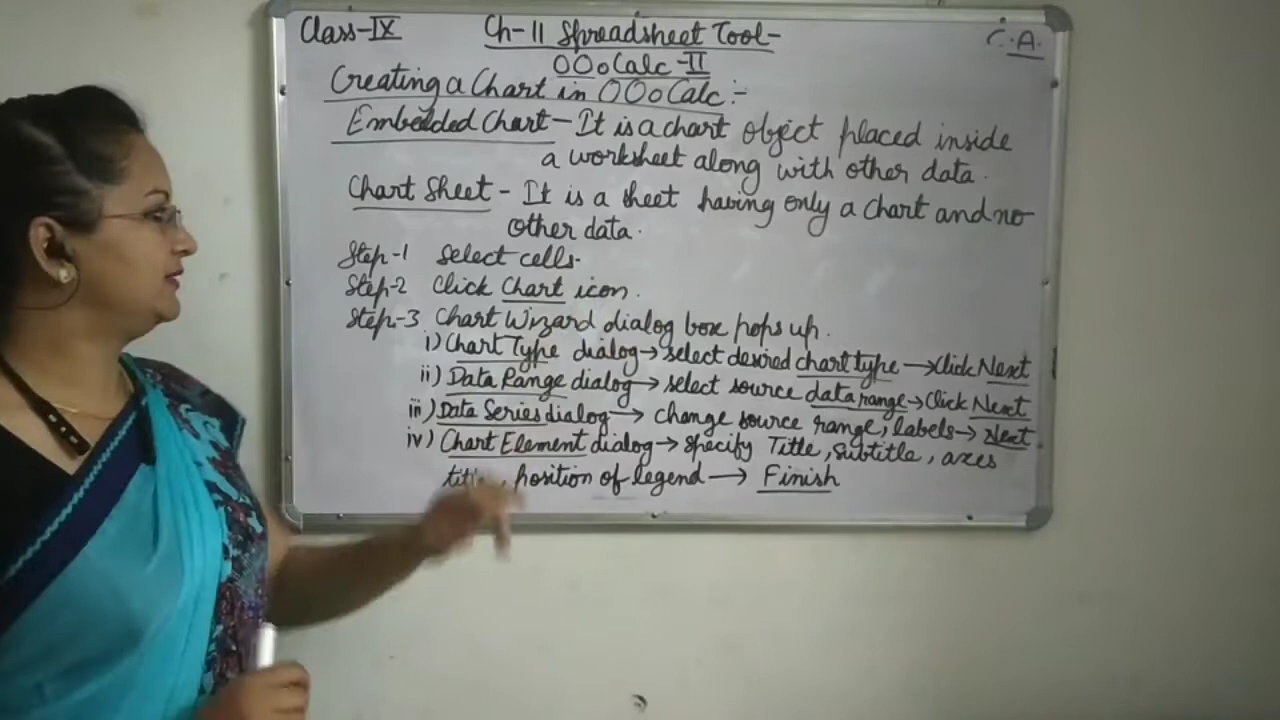 Class-IX Ch-11 Spreadsheet Tool- C.A.
OOoCalc-II
Creating a Chart in OOoCalc:-
Embedded Chart - It is a chart object placed inside
a worksheet along with other data.
Chart Sheet - It is a sheet having only a chart and no
other data.
Step-1 Select cells.
Step-2 Click Chart icon.
Step-3 Chart Wizard dialog box pops up.
i) Chart Type dialog → select desired chart type → Click Next
ii) Data Range dialog → select source data range → Click Next
iii) Data Series dialog → change source range, labels → Next
iv) Chart Element dialog → specify Title, Subtitle, axes
title, position of legend → Finish